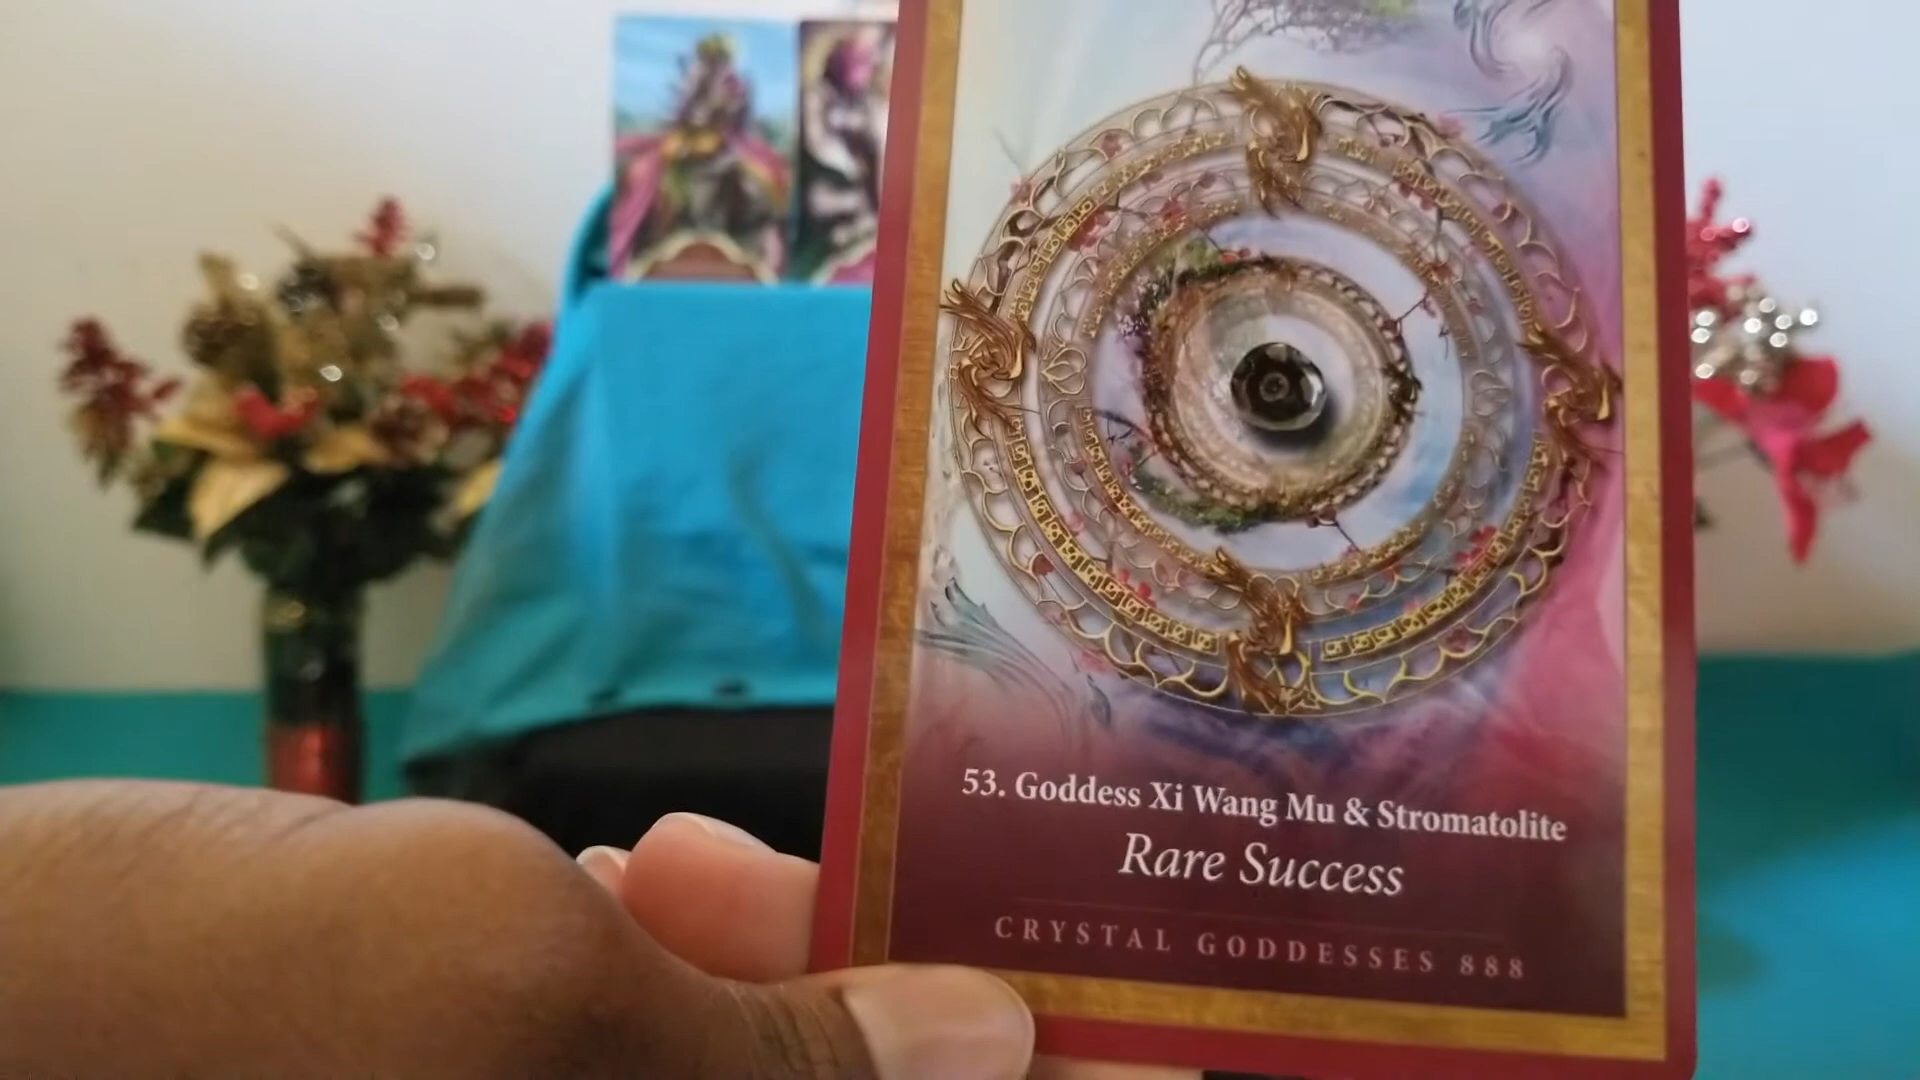 53. Goddess Xi Wang Mu & Stromatolite
Rare Success
CRYSTAL GODDESSES 888